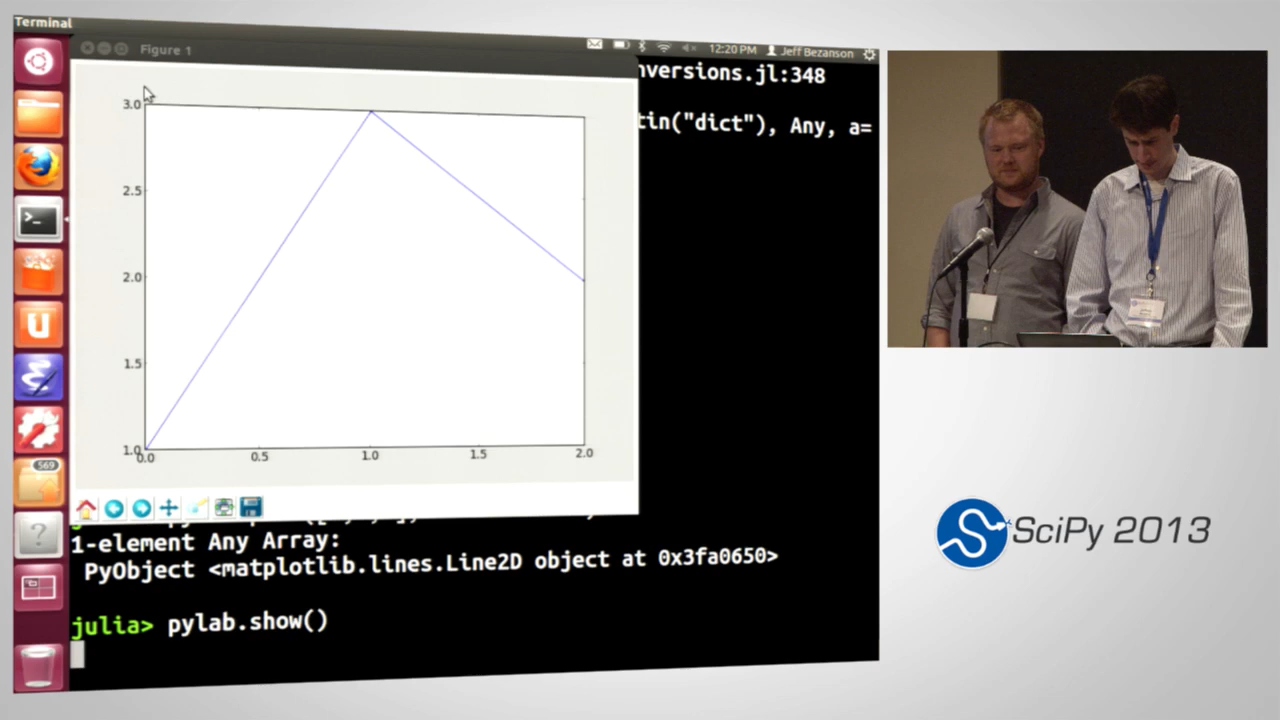 Terminal
Figure 1
12:20 PM Jeff Bezanson
nversions.jl:348
tin("dict"), Any, a=
3.0
2.5
2.0
1.5
1.0
0.0 0.5 1.0 1.5 2.0
1-element Any Array:
PyObject <matplotlib.lines.Line2D object at 0x3fa0650>
julia> pylab.show()
569
SciPy 2013